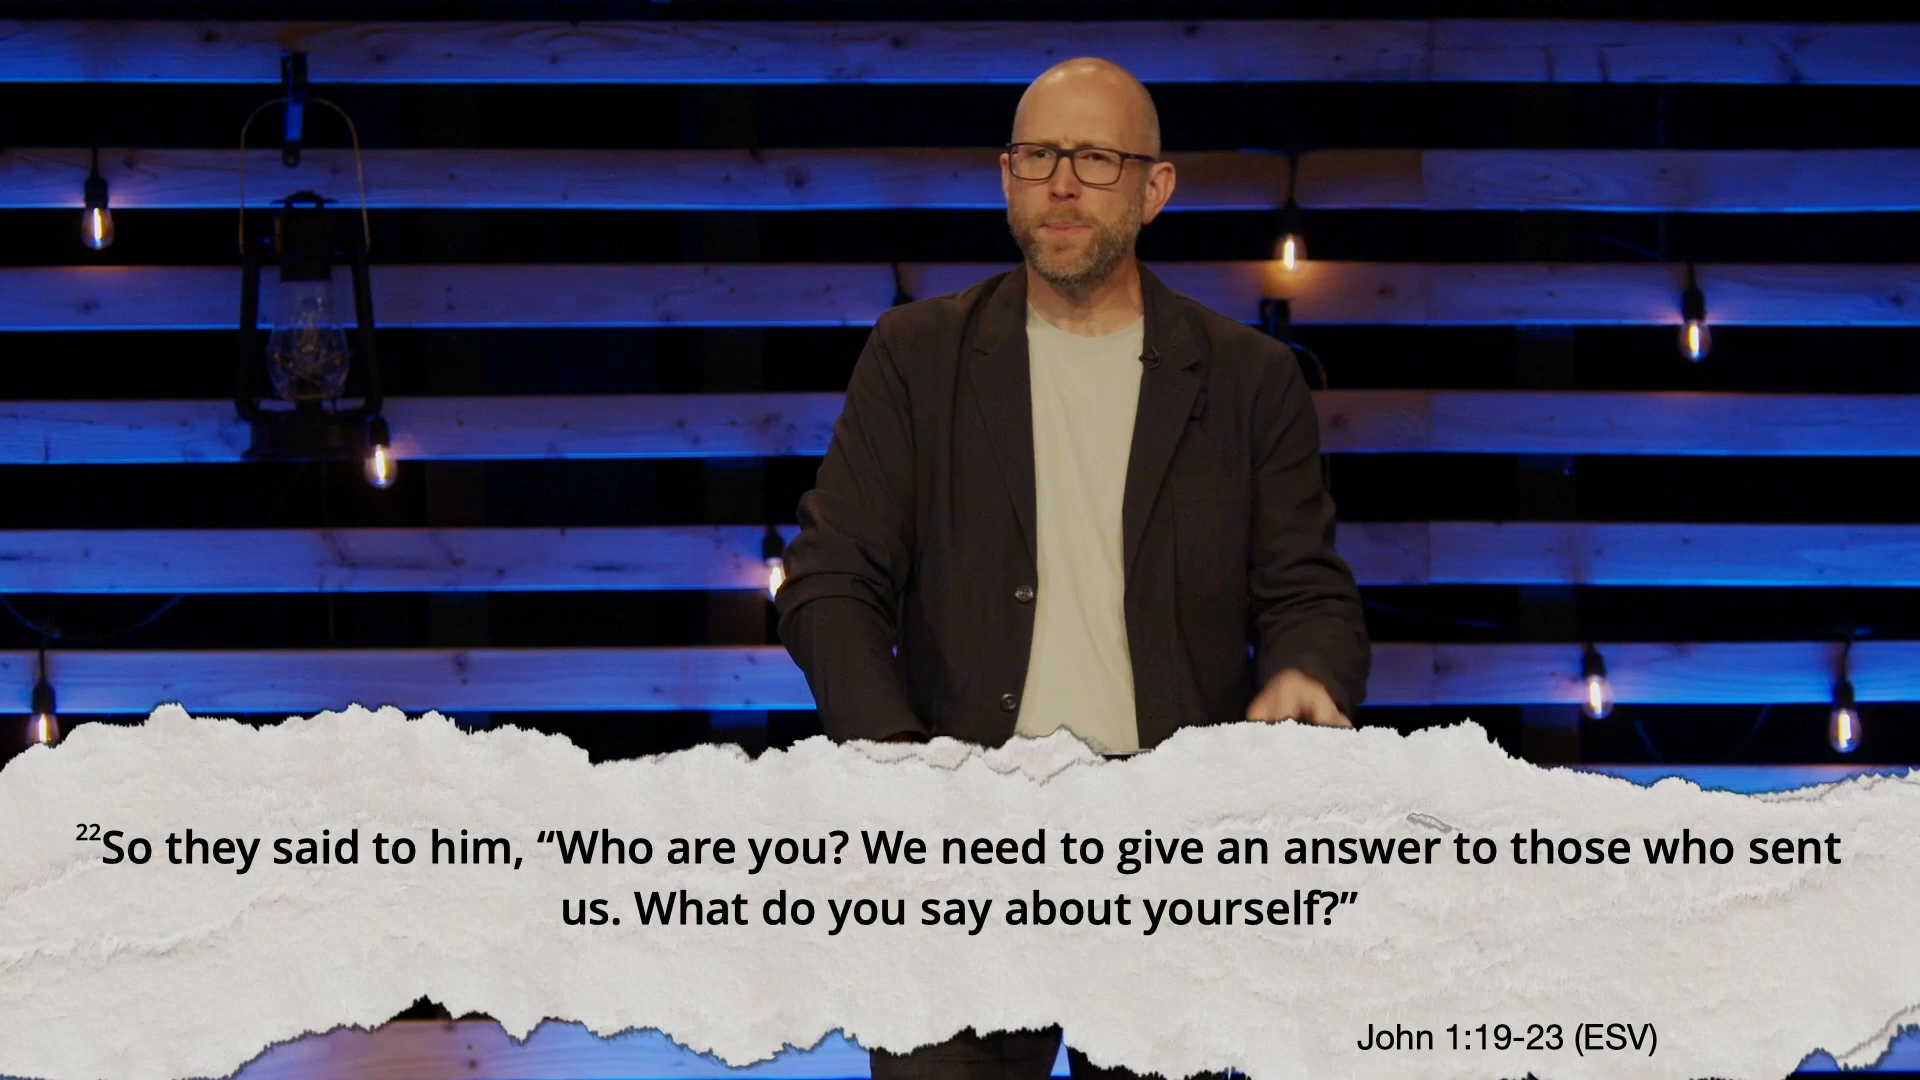 ²²So they said to him, “Who are you? We need to give an answer to those who sent
us. What do you say about yourself?”
John 1:19-23 (ESV)